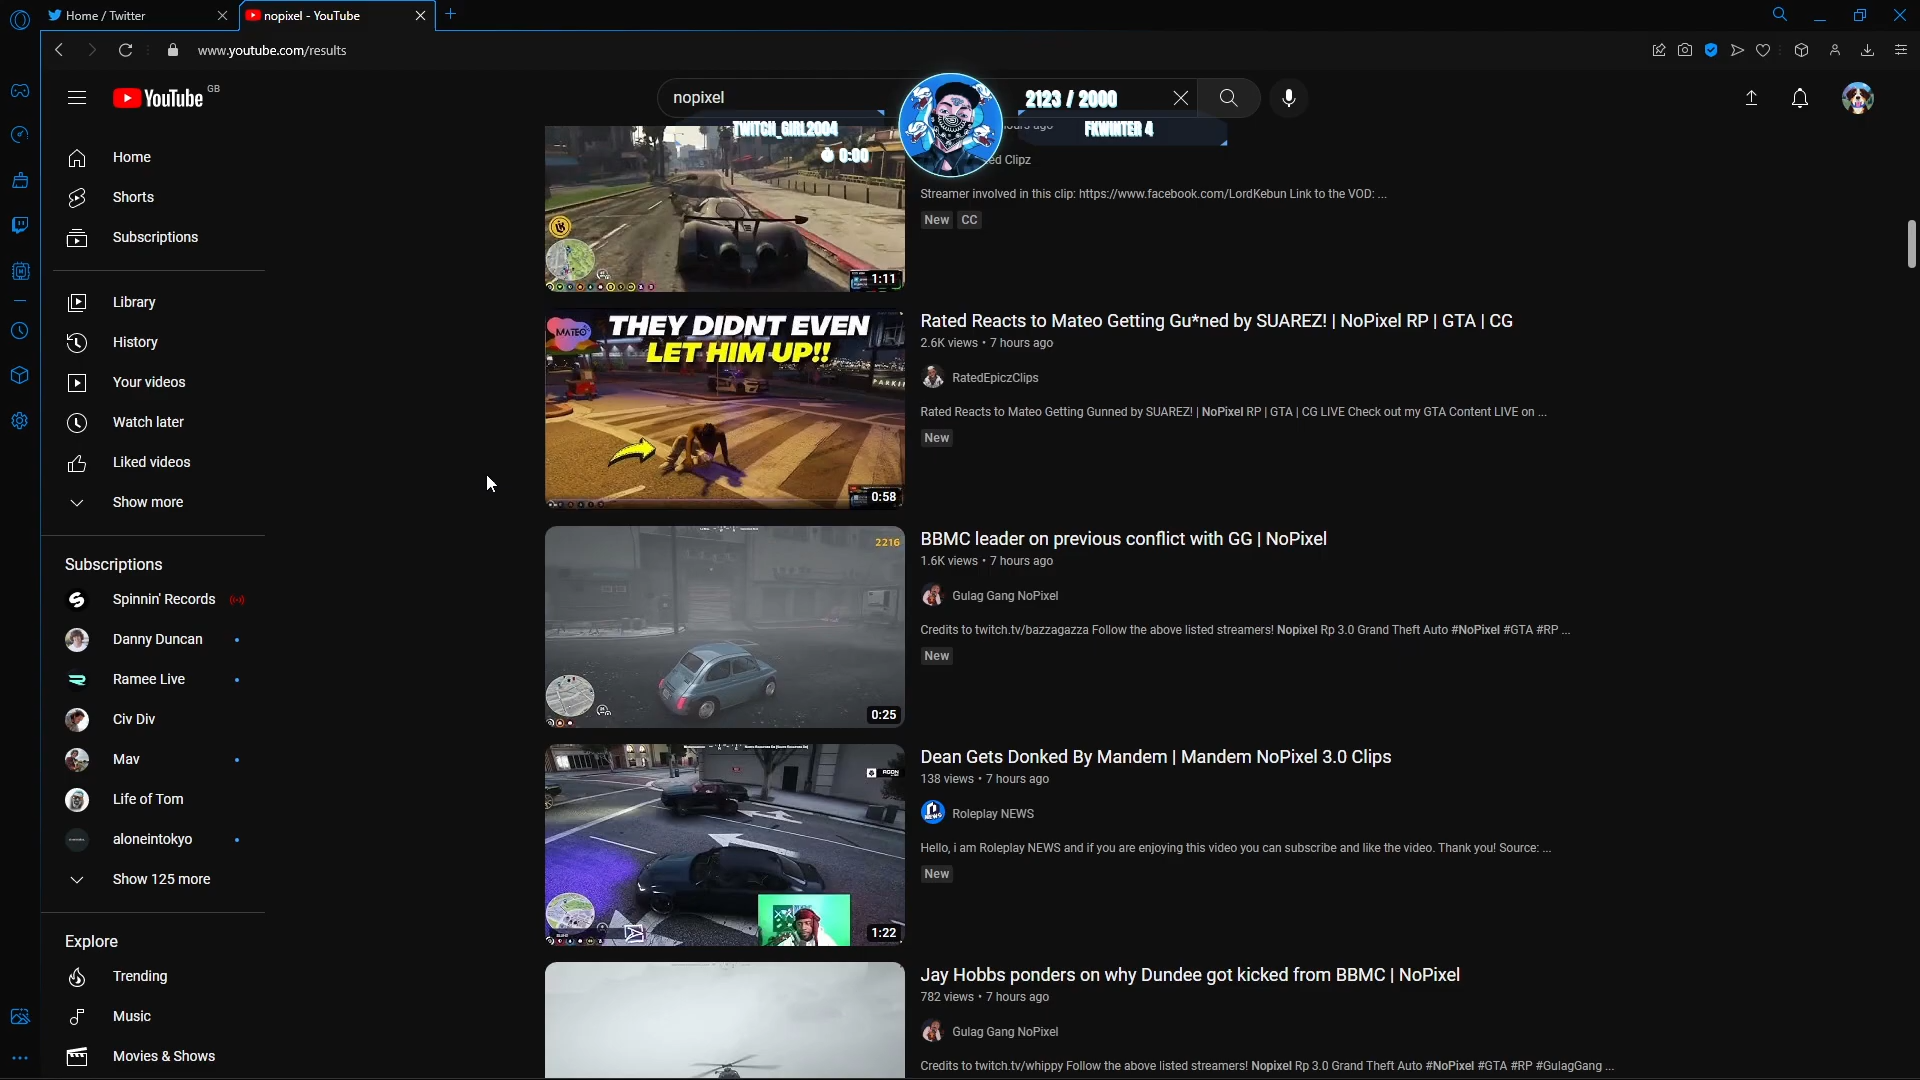 Home / Twitter
nopixel - YouTube
www.youtube.com/results
YouTube GB
nopixel
2123 / 2000
TWITCH_GIRL2004
FKWINTER 4
0:00
Home
Shorts
Subscriptions
Library
History
Your videos
Watch later
Liked videos
Show more
Subscriptions
Spinnin' Records
Danny Duncan
Ramee Live
Civ Div
Mav
Life of Tom
aloneintokyo
Show 125 more
Explore
Trending
Music
Movies & Shows
ours ago
ed Clipz
Streamer involved in this clip: https://www.facebook.com/LordKebun Link to the VOD: ...
New CC
1:11
MATEO
THEY DIDNT EVEN
LET HIM UP!!
0:58
Rated Reacts to Mateo Getting Gu*ned by SUAREZ! | NoPixel RP | GTA | CG
2.6K views • 7 hours ago
RatedEpiczClips
Rated Reacts to Mateo Getting Gunned by SUAREZ! | NoPixel RP | GTA | CG LIVE Check out my GTA Content LIVE on ...
New
2216
0:25
BBMC leader on previous conflict with GG | NoPixel
1.6K views • 7 hours ago
Gulag Gang NoPixel
Credits to twitch.tv/bazzagazza Follow the above listed streamers! Nopixel Rp 3.0 Grand Theft Auto #NoPixel #GTA #RP ...
New
1:22
Dean Gets Donked By Mandem | Mandem NoPixel 3.0 Clips
138 views • 7 hours ago
Roleplay NEWS
Hello, i am Roleplay NEWS and if you are enjoying this video you can subscribe and like the video. Thank you! Source: ...
New
Jay Hobbs ponders on why Dundee got kicked from BBMC | NoPixel
782 views • 7 hours ago
Gulag Gang NoPixel
Credits to twitch.tv/whippy Follow the above listed streamers! Nopixel Rp 3.0 Grand Theft Auto #NoPixel #GTA #RP #GulagGang ...